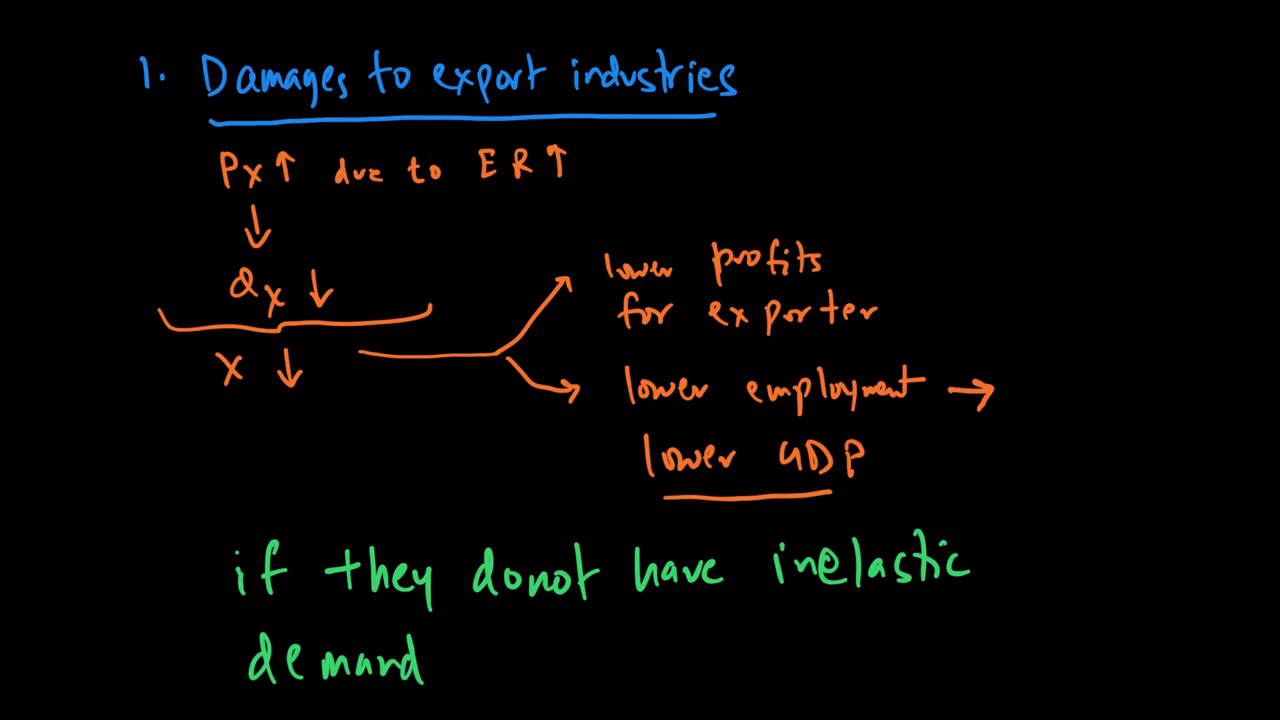 1. Damages to export industries
Px ↑ due to ER ↑
↓
Qx ↓
X ↓
lower profits
for exporter
lower employment →
lower GDP
if they donot have inelastic
demand